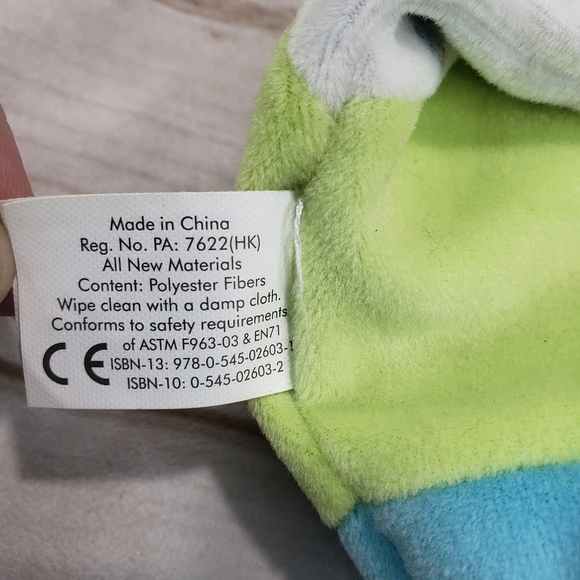 Made in China
Reg. No. PA: 7622(HK)
All New Materials
Content: Polyester Fibers
Wipe clean with a damp cloth.
Conforms to safety requirements
of ASTM F963-03 & EN71
CE ISBN-13: 978-0-545-02603-1
ISBN-10: 0-545-02603-2